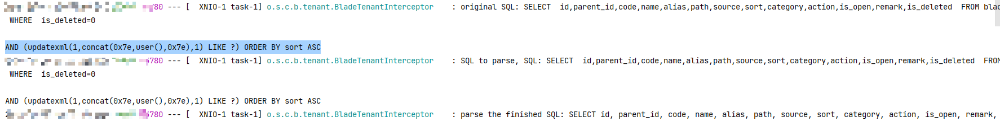 780 --- [  XNIO-1 task-1] o.s.c.b.tenant.BladeTenantInterceptor    : original SQL: SELECT  id,parent_id,code,name,alias,path,source,sort,category,action,is_open,remark,is_deleted  FROM
WHERE  is_deleted=0
AND (updatexml(1,concat(0x7e,user(),0x7e),1) LIKE ?) ORDER BY sort ASC
780 --- [  XNIO-1 task-1] o.s.c.b.tenant.BladeTenantInterceptor    : SQL to parse, SQL: SELECT  id,parent_id,code,name,alias,path,source,sort,category,action,is_open,remark,is_deleted  FROM
WHERE  is_deleted=0
AND (updatexml(1,concat(0x7e,user(),0x7e),1) LIKE ?) ORDER BY sort ASC
780 --- [  XNIO-1 task-1] o.s.c.b.tenant.BladeTenantInterceptor    : parse the finished SQL: SELECT id, parent_id, code, name, alias, path, source, sort, category, action, is_open, remark,